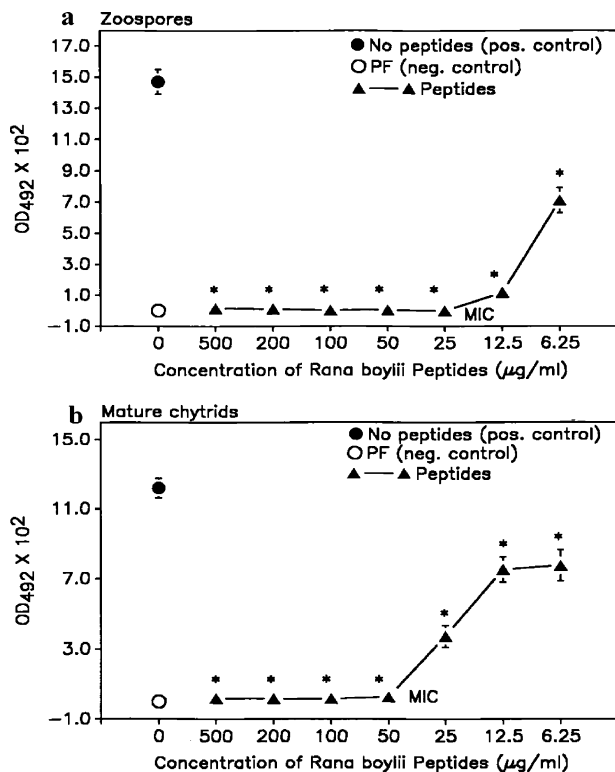 a Zoospores
17.0
15.0
13.0
11.0
9.0
7.0
5.0
3.0
1.0
-1.0
OD492 X 10²
● No peptides (pos. control)
○ PF (neg. control)
▲—▲ Peptides
* * * * * * *
MIC
0 500 200 100 50 25 12.5 6.25
Concentration of Rana boylii Peptides (μg/ml)
b Mature chytrids
15.0
11.0
7.0
3.0
-1.0
OD492 X 10²
● No peptides (pos. control)
○ PF (neg. control)
▲—▲ Peptides
* * * * * * *
MIC
0 500 200 100 50 25 12.5 6.25
Concentration of Rana boylii Peptides (μg/ml)